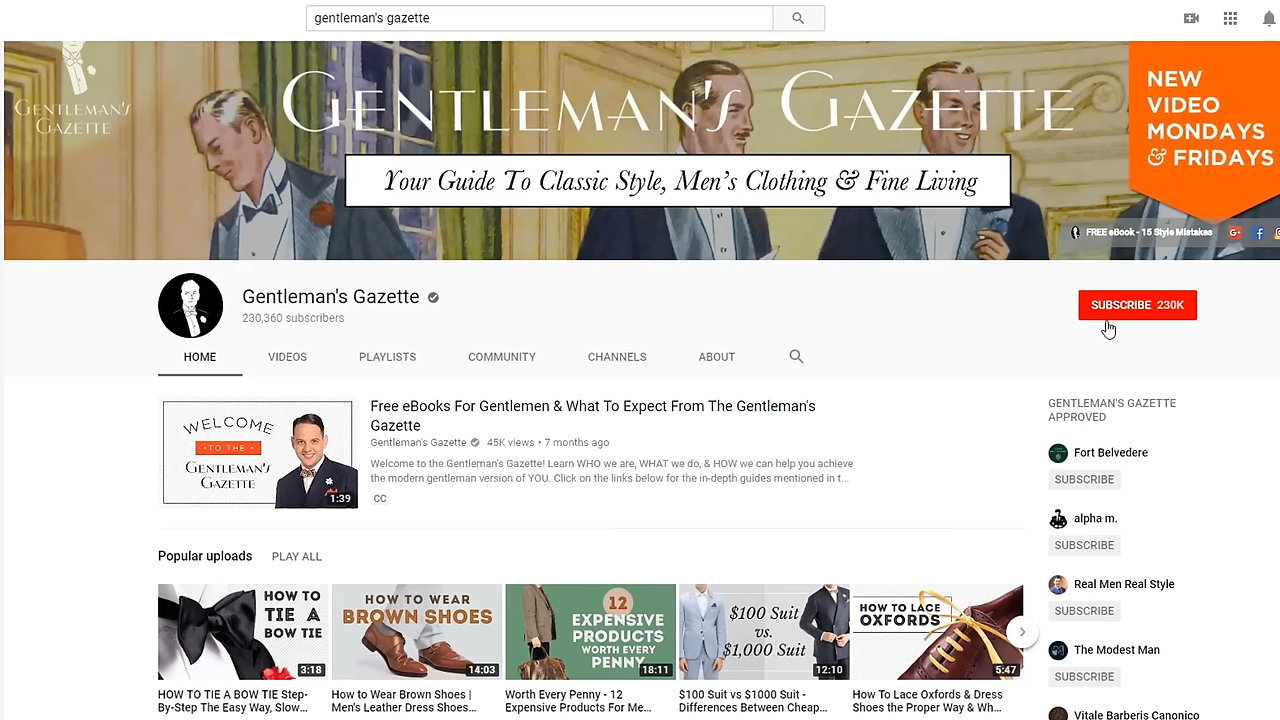 gentleman's gazette
GENTLEMAN'S
GAZETTE
GENTLEMAN'S GAZETTE
Your Guide To Classic Style, Men's Clothing & Fine Living
NEW
VIDEO
MONDAYS
& FRIDAYS
FREE eBook - 15 Style Mistakes
Gentleman's Gazette
230,360 subscribers
SUBSCRIBE 230K
HOME
VIDEOS
PLAYLISTS
COMMUNITY
CHANNELS
ABOUT
WELCOME
TO THE
GENTLEMAN'S
GAZETTE
1:39
Free eBooks For Gentlemen & What To Expect From The Gentleman's
Gazette
Gentleman's Gazette 45K views • 7 months ago
Welcome to the Gentleman's Gazette! Learn WHO we are, WHAT we do, & HOW we can help you achieve
the modern gentleman version of YOU. Click on the links below for the in-depth guides mentioned in t...
CC
Popular uploads PLAY ALL
HOW TO
TIE A
BOW TIE
3:18
HOW TO TIE A BOW TIE Step-
By-Step The Easy Way, Slow...
HOW TO WEAR
BROWN SHOES
14:03
How to Wear Brown Shoes |
Men's Leather Dress Shoes...
12
EXPENSIVE
PRODUCTS
WORTH EVERY
PENNY
18:11
Worth Every Penny - 12
Expensive Products For Me...
$100 Suit
vs.
$1,000 Suit
12:10
$100 Suit vs $1000 Suit -
Differences Between Cheap...
HOW TO LACE
OXFORDS
5:47
How To Lace Oxfords & Dress
Shoes the Proper Way & Wh...
GENTLEMAN'S GAZETTE
APPROVED
Fort Belvedere
SUBSCRIBE
alpha m.
SUBSCRIBE
Real Men Real Style
SUBSCRIBE
The Modest Man
SUBSCRIBE
Vitale Barberis Canonico